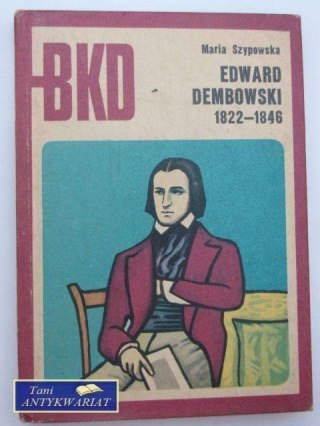 BKD
Maria Szypowska
EDWARD
DEMBOWSKI
1822–1846
Tani
ANTYKWARIAT